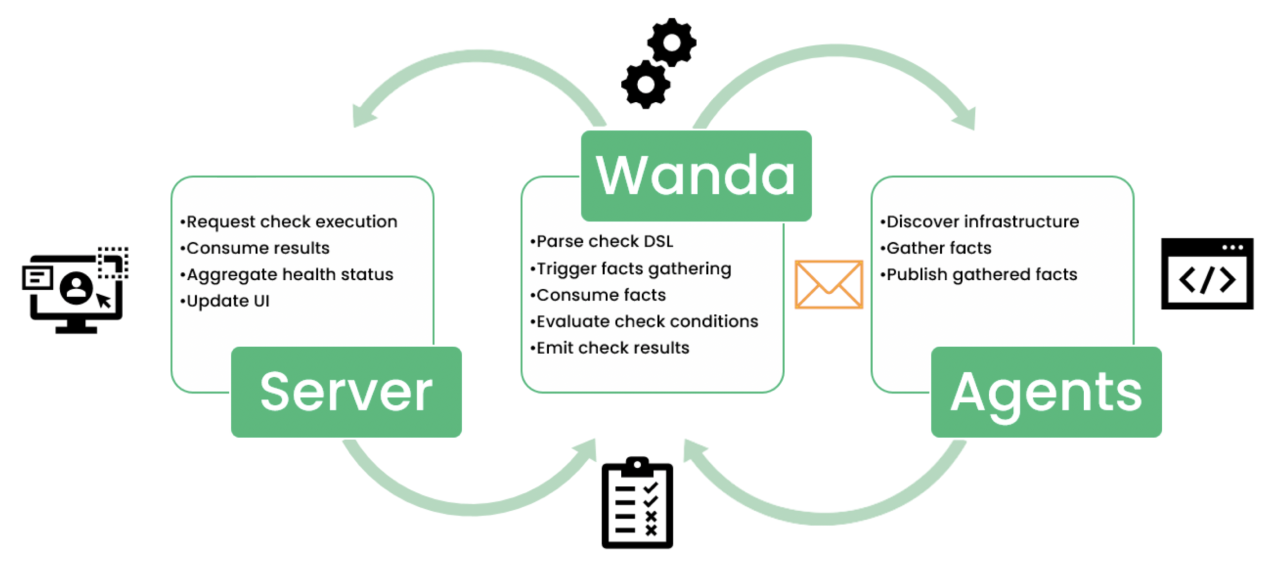 Wanda
•Request check execution
•Consume results
•Aggregate health status
•Update UI
Server
•Parse check DSL
•Trigger facts gathering
•Consume facts
•Evaluate check conditions
•Emit check results
•Discover infrastructure
•Gather facts
•Publish gathered facts
Agents